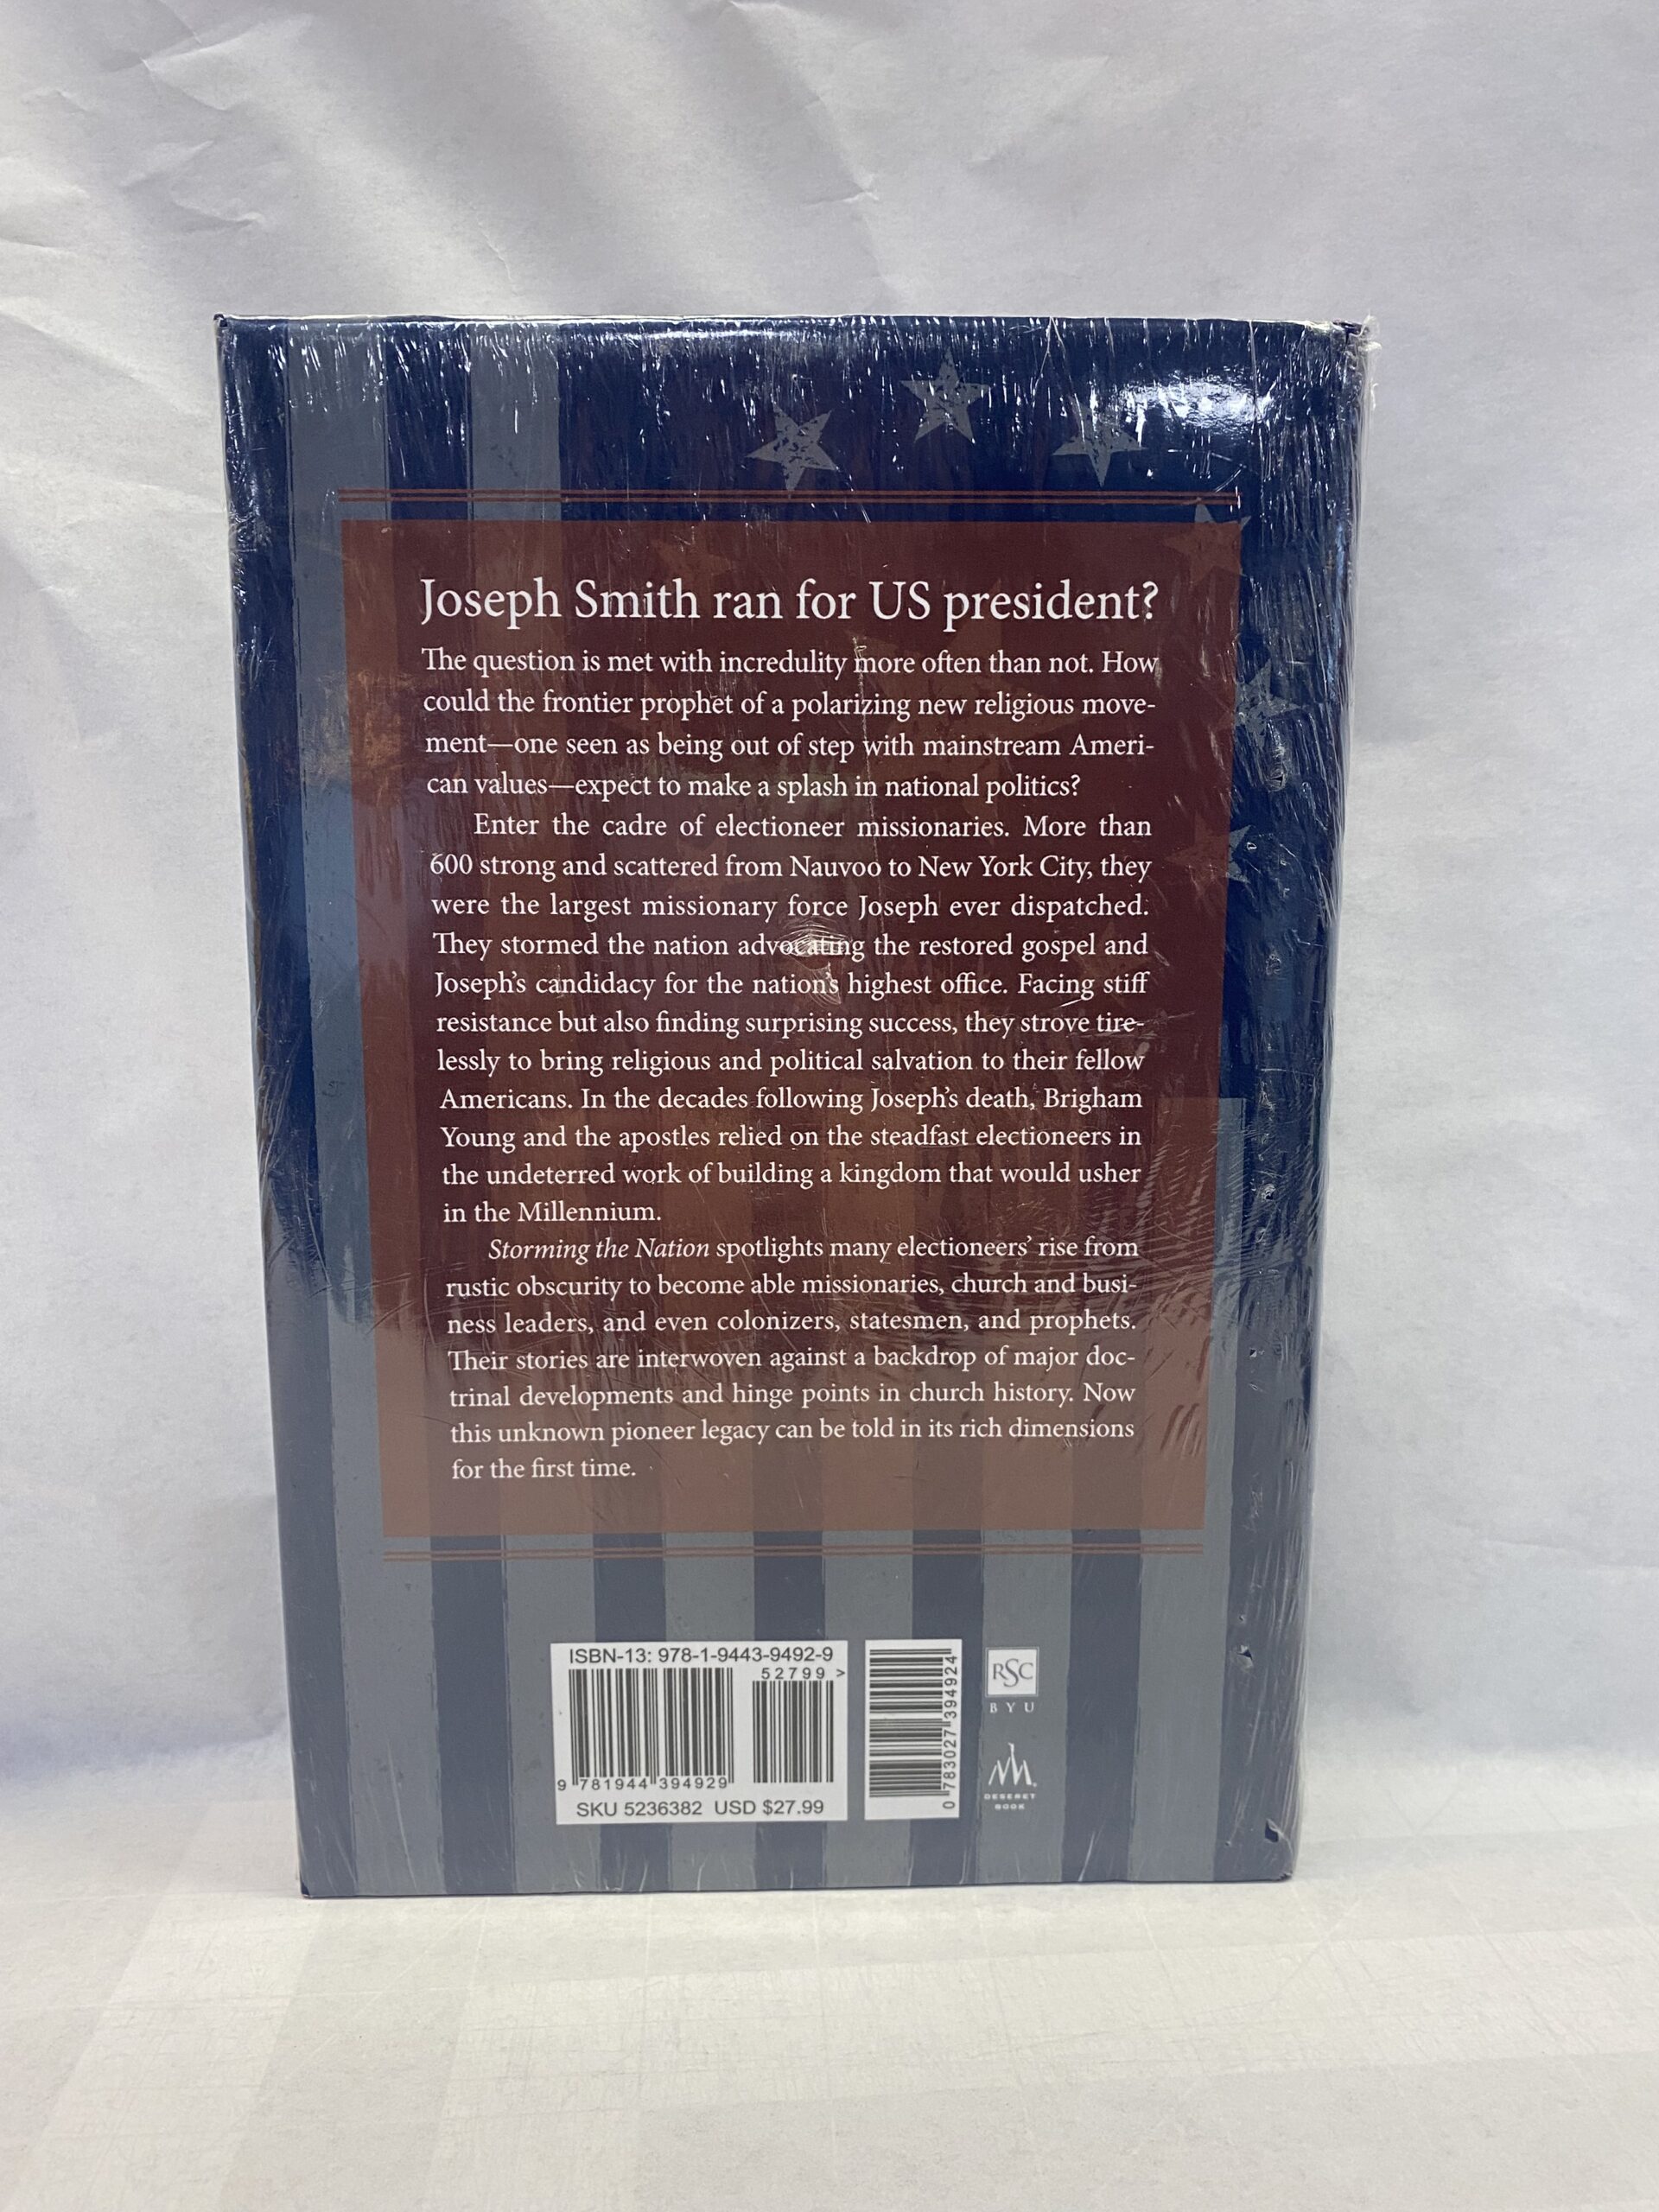 Joseph Smith ran for US president?
The question is met with incredulity more often than not. How
could the frontier prophet of a polarizing new religious move-
ment—one seen as being out of step with mainstream Ameri-
can values—expect to make a splash in national politics?
Enter the cadre of electioneer missionaries. More than
600 strong and scattered from Nauvoo to New York City, they
were the largest missionary force Joseph ever dispatched.
They stormed the nation advocating the restored gospel and
Joseph's candidacy for the nation's highest office. Facing stiff
resistance but also finding surprising success, they strove tire-
lessly to bring religious and political salvation to their fellow
Americans. In the decades following Joseph's death, Brigham
Young and the apostles relied on the steadfast electioneers in
the undeterred work of building a kingdom that would usher
in the Millennium.
Storming the Nation spotlights many electioneers' rise from
rustic obscurity to become able missionaries, church and busi-
ness leaders, and even colonizers, statesmen, and prophets.
Their stories are interwoven against a backdrop of major doc-
trinal developments and hinge points in church history. Now
this unknown pioneer legacy can be told in its rich dimensions
for the first time.
ISBN-13: 978-1-9443-9492-9
52799 >
9 781944 394929
SKU 5236382 USD $27.99
0 783027 394924
RSC
BYU
DESERET
BOOK